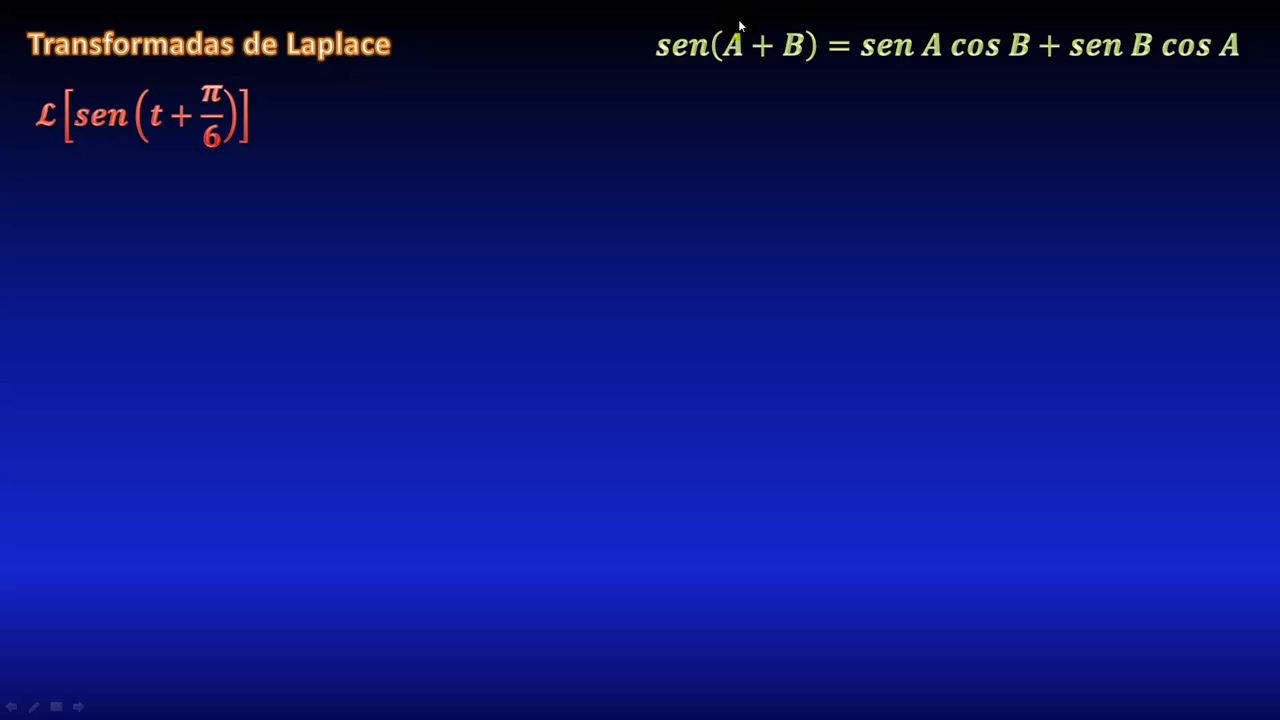 Transformadas de Laplace
sen(A + B) = sen A cos B + sen B cos A
ℒ[sen(t + π/6)]